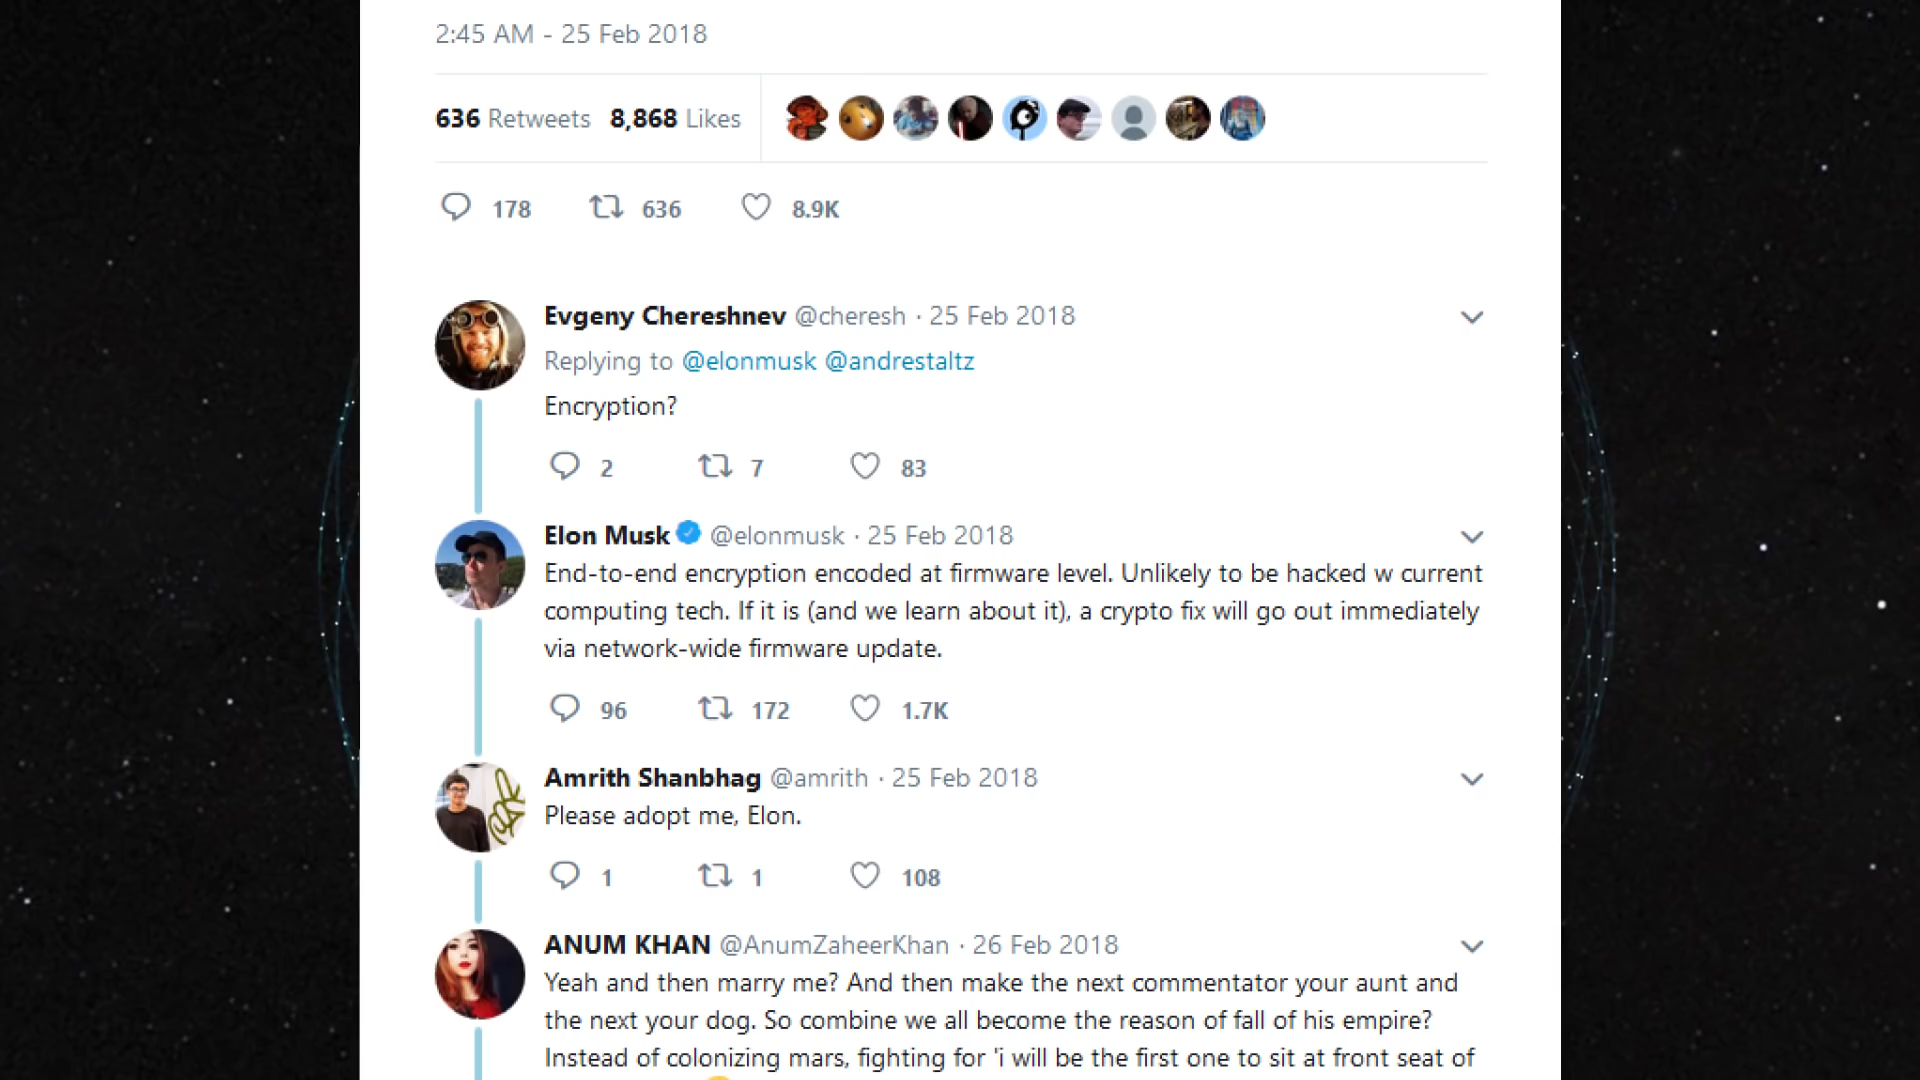 2:45 AM - 25 Feb 2018
636 Retweets 8,868 Likes
178 636 8.9K
Evgeny Chereshnev @cheresh · 25 Feb 2018
Replying to @elonmusk @andrestaltz
Encryption?
2 7 83
Elon Musk @elonmusk · 25 Feb 2018
End-to-end encryption encoded at firmware level. Unlikely to be hacked w current
computing tech. If it is (and we learn about it), a crypto fix will go out immediately
via network-wide firmware update.
96 172 1.7K
Amrith Shanbhag @amrith · 25 Feb 2018
Please adopt me, Elon.
1 1 108
ANUM KHAN @AnumZaheerKhan · 26 Feb 2018
Yeah and then marry me? And then make the next commentator your aunt and
the next your dog. So combine we all become the reason of fall of his empire?
Instead of colonizing mars, fighting for 'i will be the first one to sit at front seat of